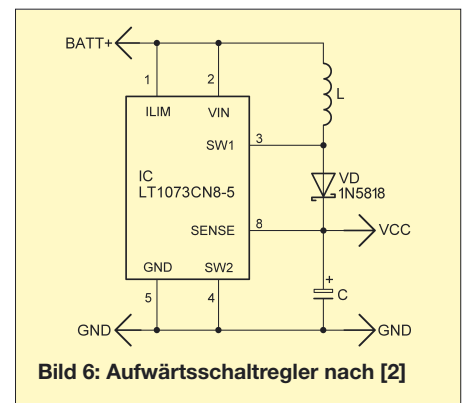 BATT+
1
2
ILIM
VIN
L
SW1
3
IC
LT1073CN8-5
VD
1N5818
SENSE
8
VCC
GND
SW2
+
C
5
4
GND
GND
Bild 6: Aufwärtsschaltregler nach [2]